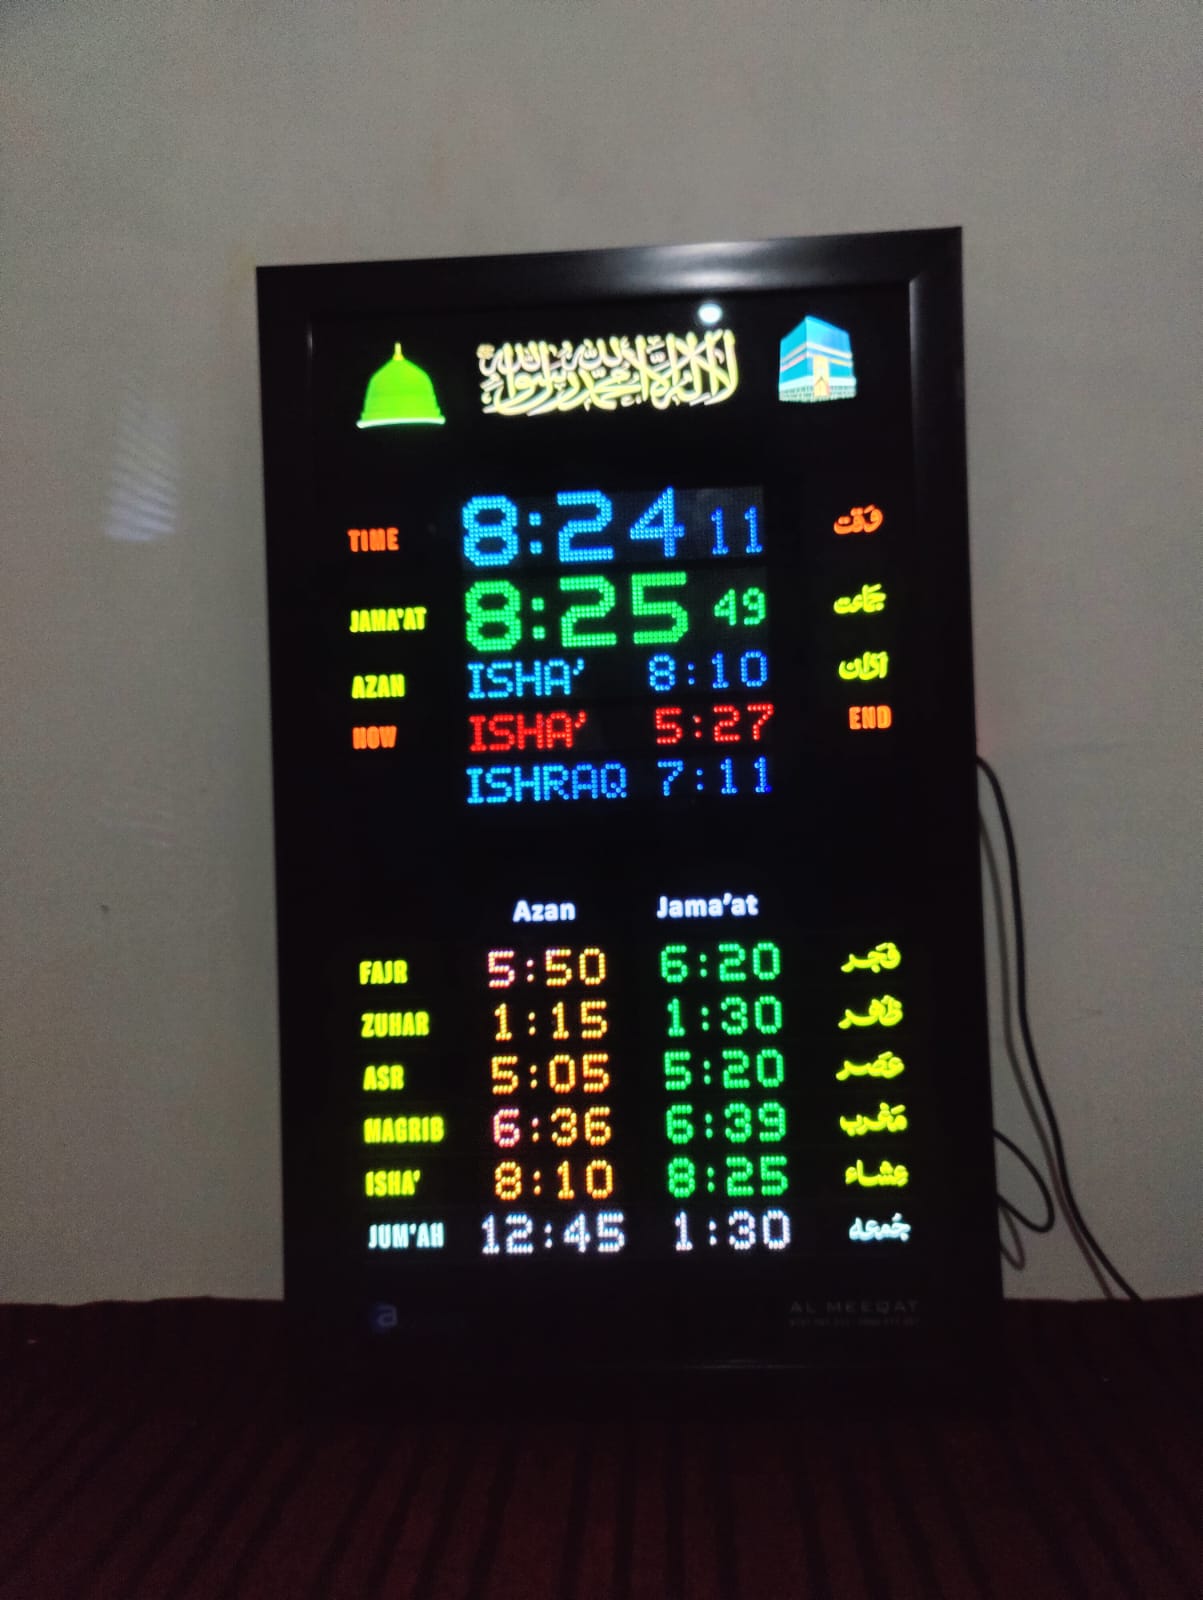 لا إله إلا الله محمد رسول الله
TIME 8:24 11 وقت
JAMA'AT 8:25 49 جماعت
AZAN ISHA' 8:10 اذان
NOW ISHA' 5:27 END
ISHRAQ 7:11
Azan Jama'at
FAJR 5:50 6:20 فجر
ZUHAR 1:15 1:30 ظهر
ASR 5:05 5:20 عصر
MAGRIB 6:36 6:39 مغرب
ISHA' 8:10 8:25 عشاء
JUM'AH 12:45 1:30 جمعہ
a AL MEEQAT